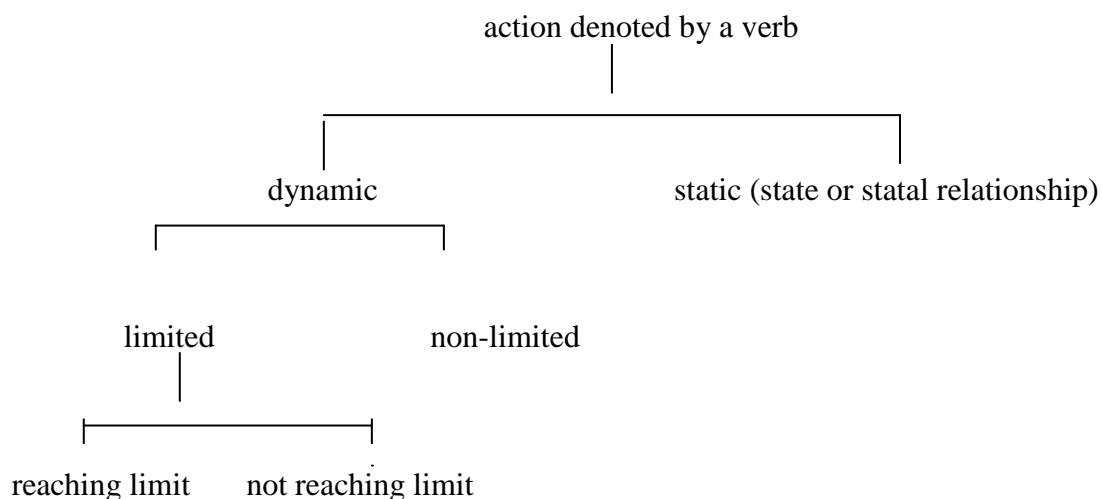 action denoted by a verb
dynamic static (state or statal relationship)
limited non-limited
reaching limit not reaching limit